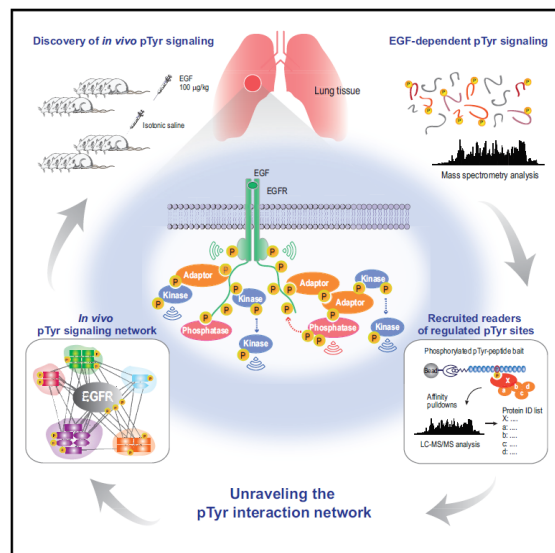 Discovery of in vivo pTyr signaling
EGF
100 µg/kg
Isotonic saline
Lung tissue
EGF-dependent pTyr signaling
P
P
P
P
P
P
Mass spectrometry analysis
EGF
EGFR
P
P
P
P
P
P
P
P
Adaptor
Kinase
P
Kinase
Phosphatase
Kinase
P
Adaptor
Adaptor
Kinase
P
Phosphatase
Kinase
P
In vivo
pTyr signaling network
EGFR
Recruited readers
of regulated pTyr sites
Phosphorylated pTyr-peptide bait
Bead
P
X
a
b
c
d
Affinity
pulldowns
LC-MS/MS analysis
Protein ID list
X: ....
a: ....
b: ....
c: ....
d: ....
Unraveling the
pTyr interaction network